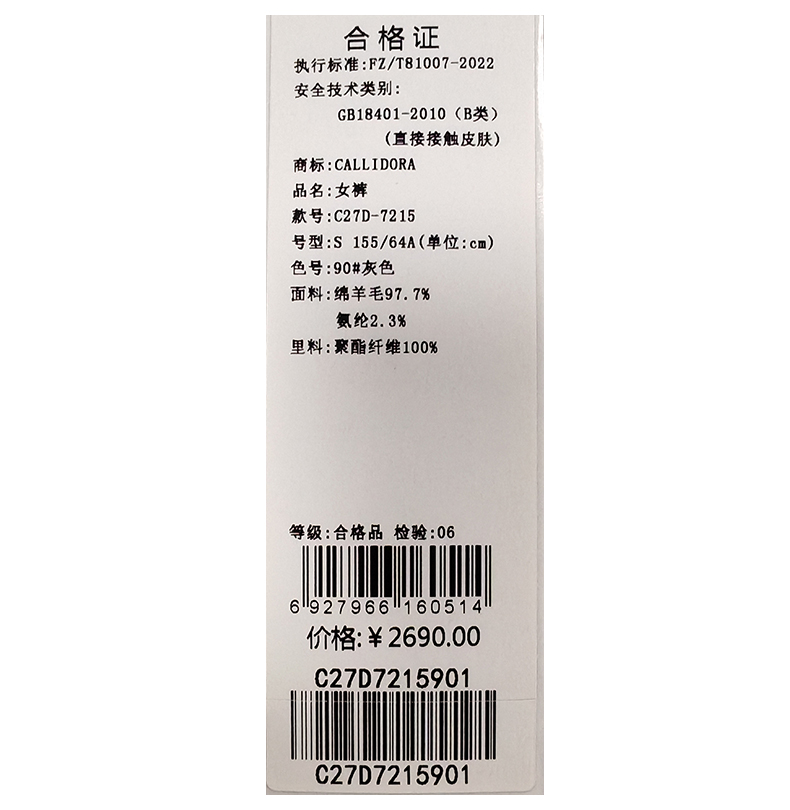 合格证
执行标准:FZ/T81007-2022
安全技术类别:
GB18401-2010（B类）
(直接接触皮肤)
商标:CALLIDORA
品名:女裤
款号:C27D-7215
号型:S 155/64A(单位:cm)
色号:90#灰色
面料:绵羊毛97.7%
氨纶2.3%
里料:聚酯纤维100%
等级:合格品 检验:06
6 927966 160514
价格:¥2690.00
C27D7215901
C27D7215901